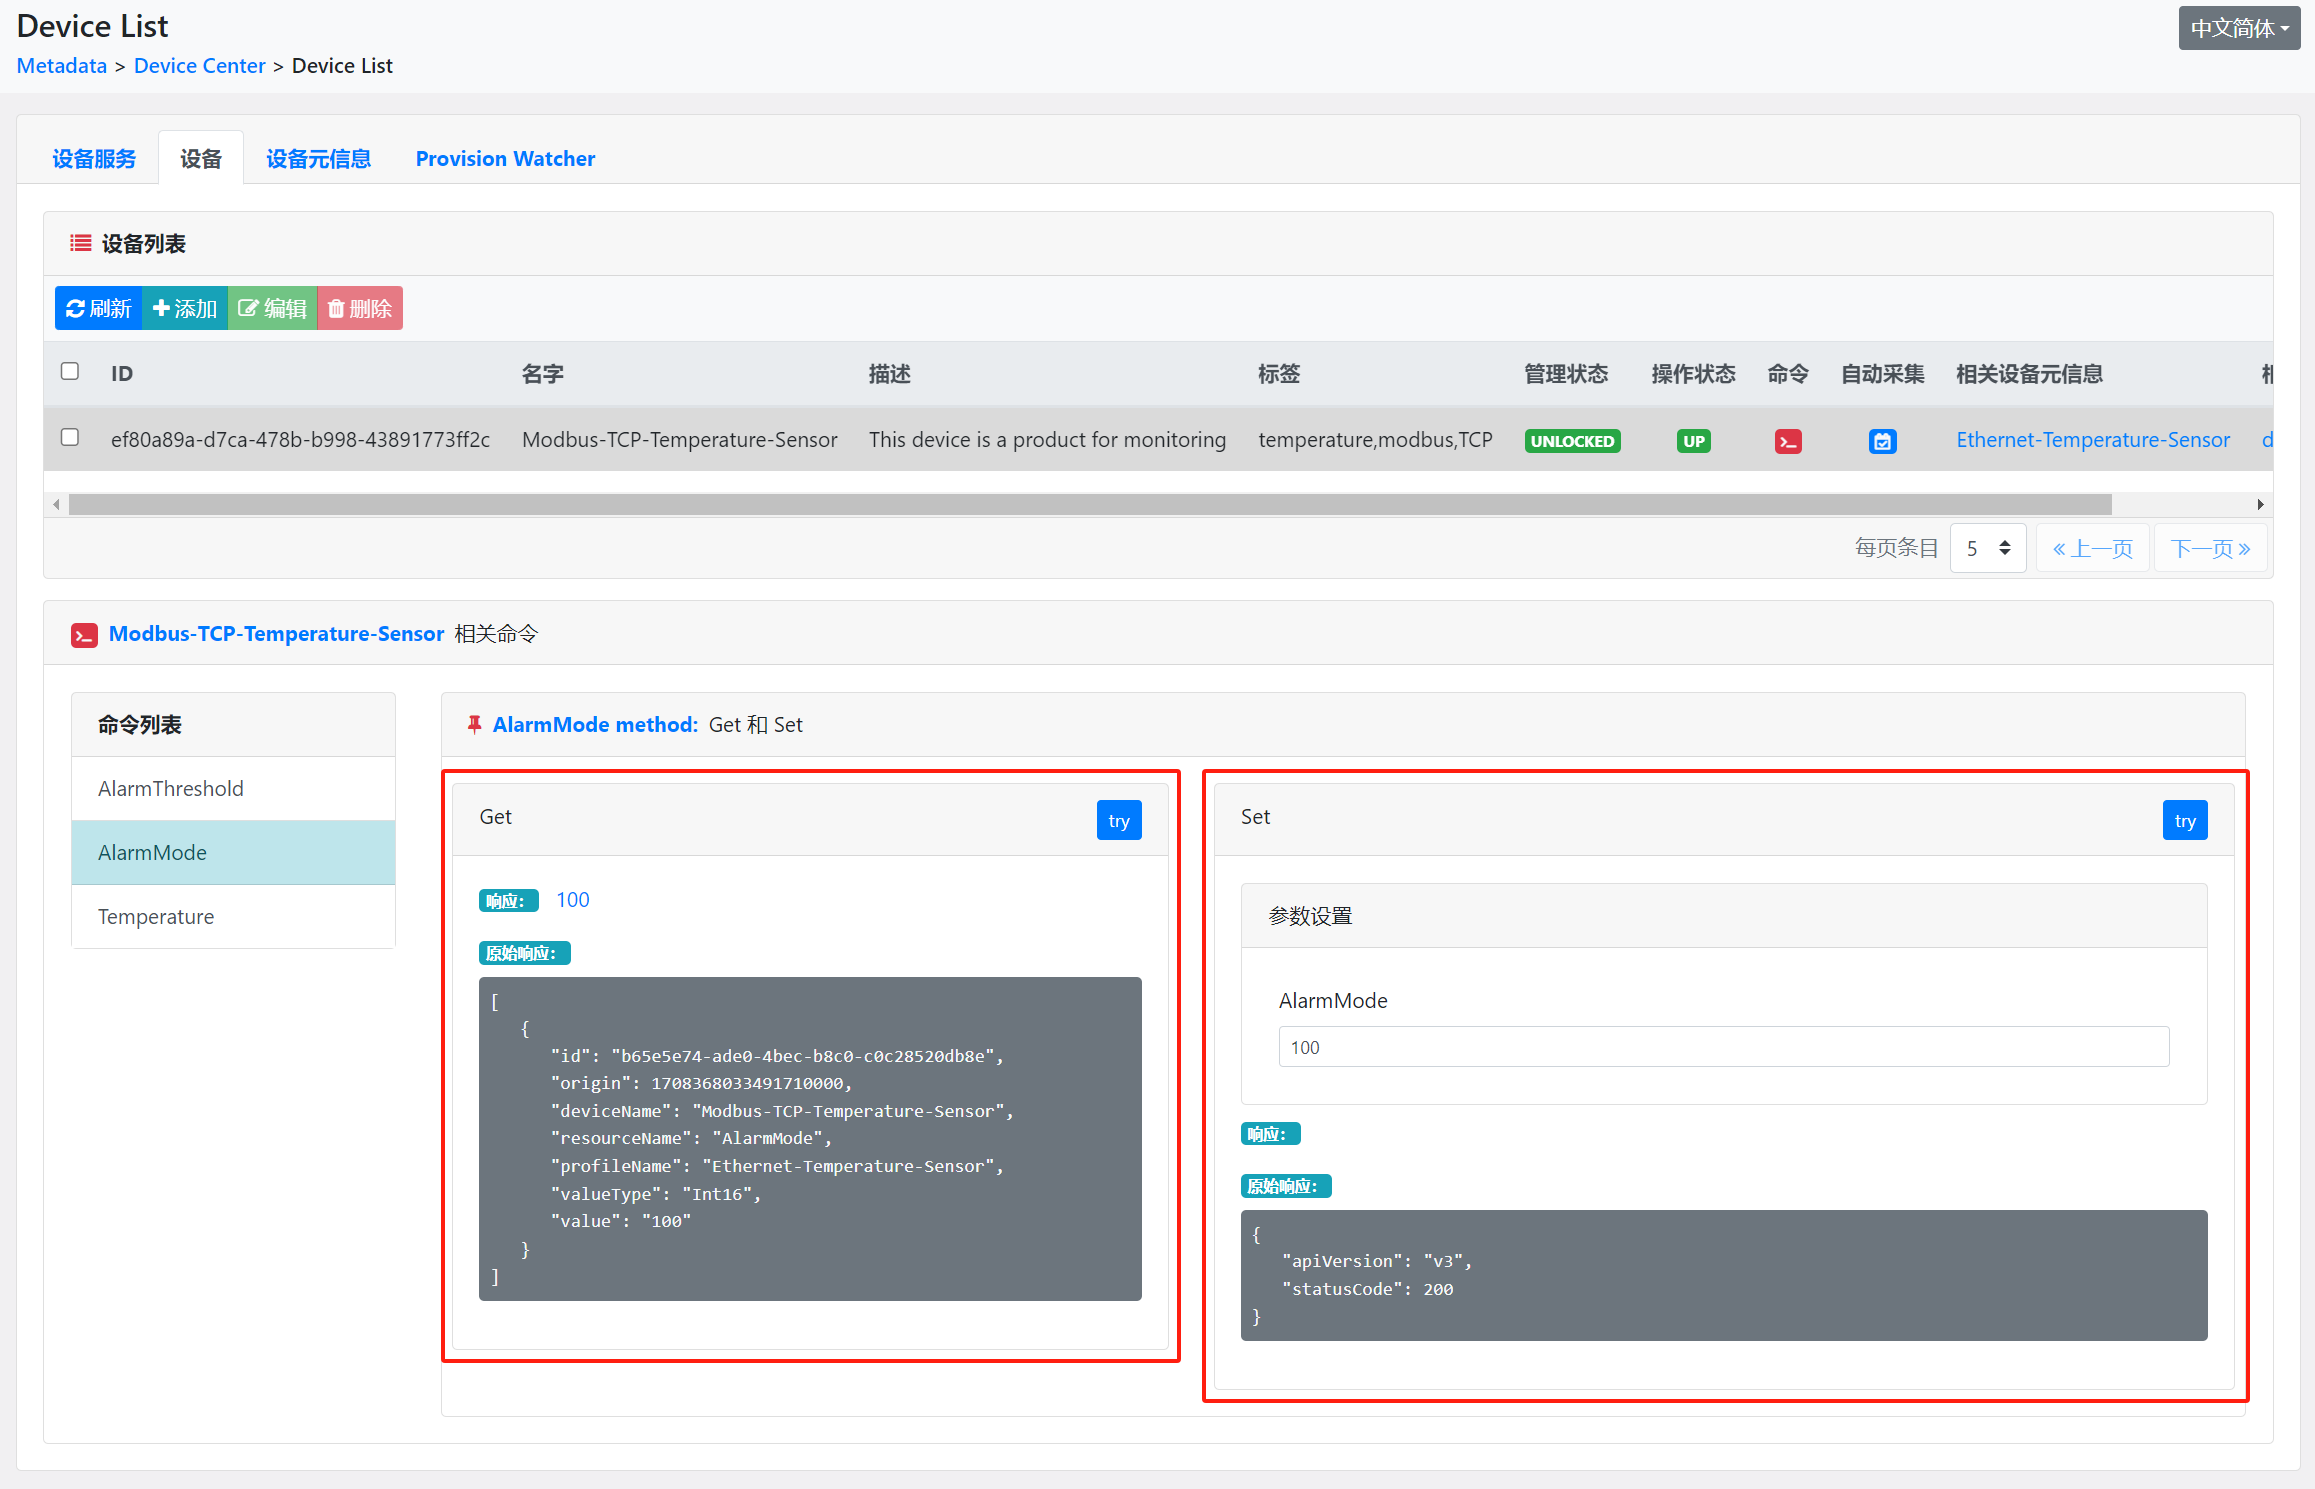 Device List
中文简体
Metadata > Device Center > Device List
设备服务 设备 设备元信息 Provision Watcher
设备列表
刷新 添加 编辑 删除
ID 名字 描述 标签 管理状态 操作状态 命令 自动采集 相关设备元信息
ef80a89a-d7ca-478b-b998-43891773ff2c Modbus-TCP-Temperature-Sensor This device is a product for monitoring temperature,modbus,TCP UNLOCKED UP Ethernet-Temperature-Sensor d
每页条目 5 «上一页 下一页»
Modbus-TCP-Temperature-Sensor 相关命令
命令列表
AlarmThreshold
AlarmMode
Temperature
AlarmMode method: Get 和 Set
Get try
响应： 100
原始响应：
[
{
"id": "b65e5e74-ade0-4bec-b8c0-c0c28520db8e",
"origin": 1708368033491710000,
"deviceName": "Modbus-TCP-Temperature-Sensor",
"resourceName": "AlarmMode",
"profileName": "Ethernet-Temperature-Sensor",
"valueType": "Int16",
"value": "100"
}
]
Set try
参数设置
AlarmMode
100
响应：
原始响应：
{
"apiVersion": "v3",
"statusCode": 200
}